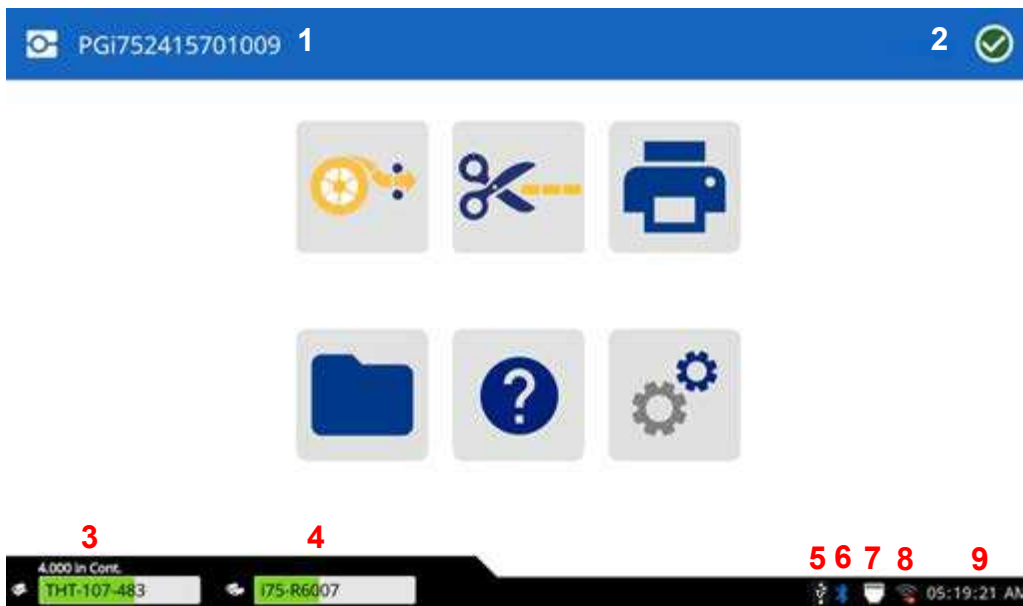 PGi752415701009 1 2
3 4
4.000 in Cont.
THT-107-483 I75-R6007
5 6 7 8 9
05:19:21 AM